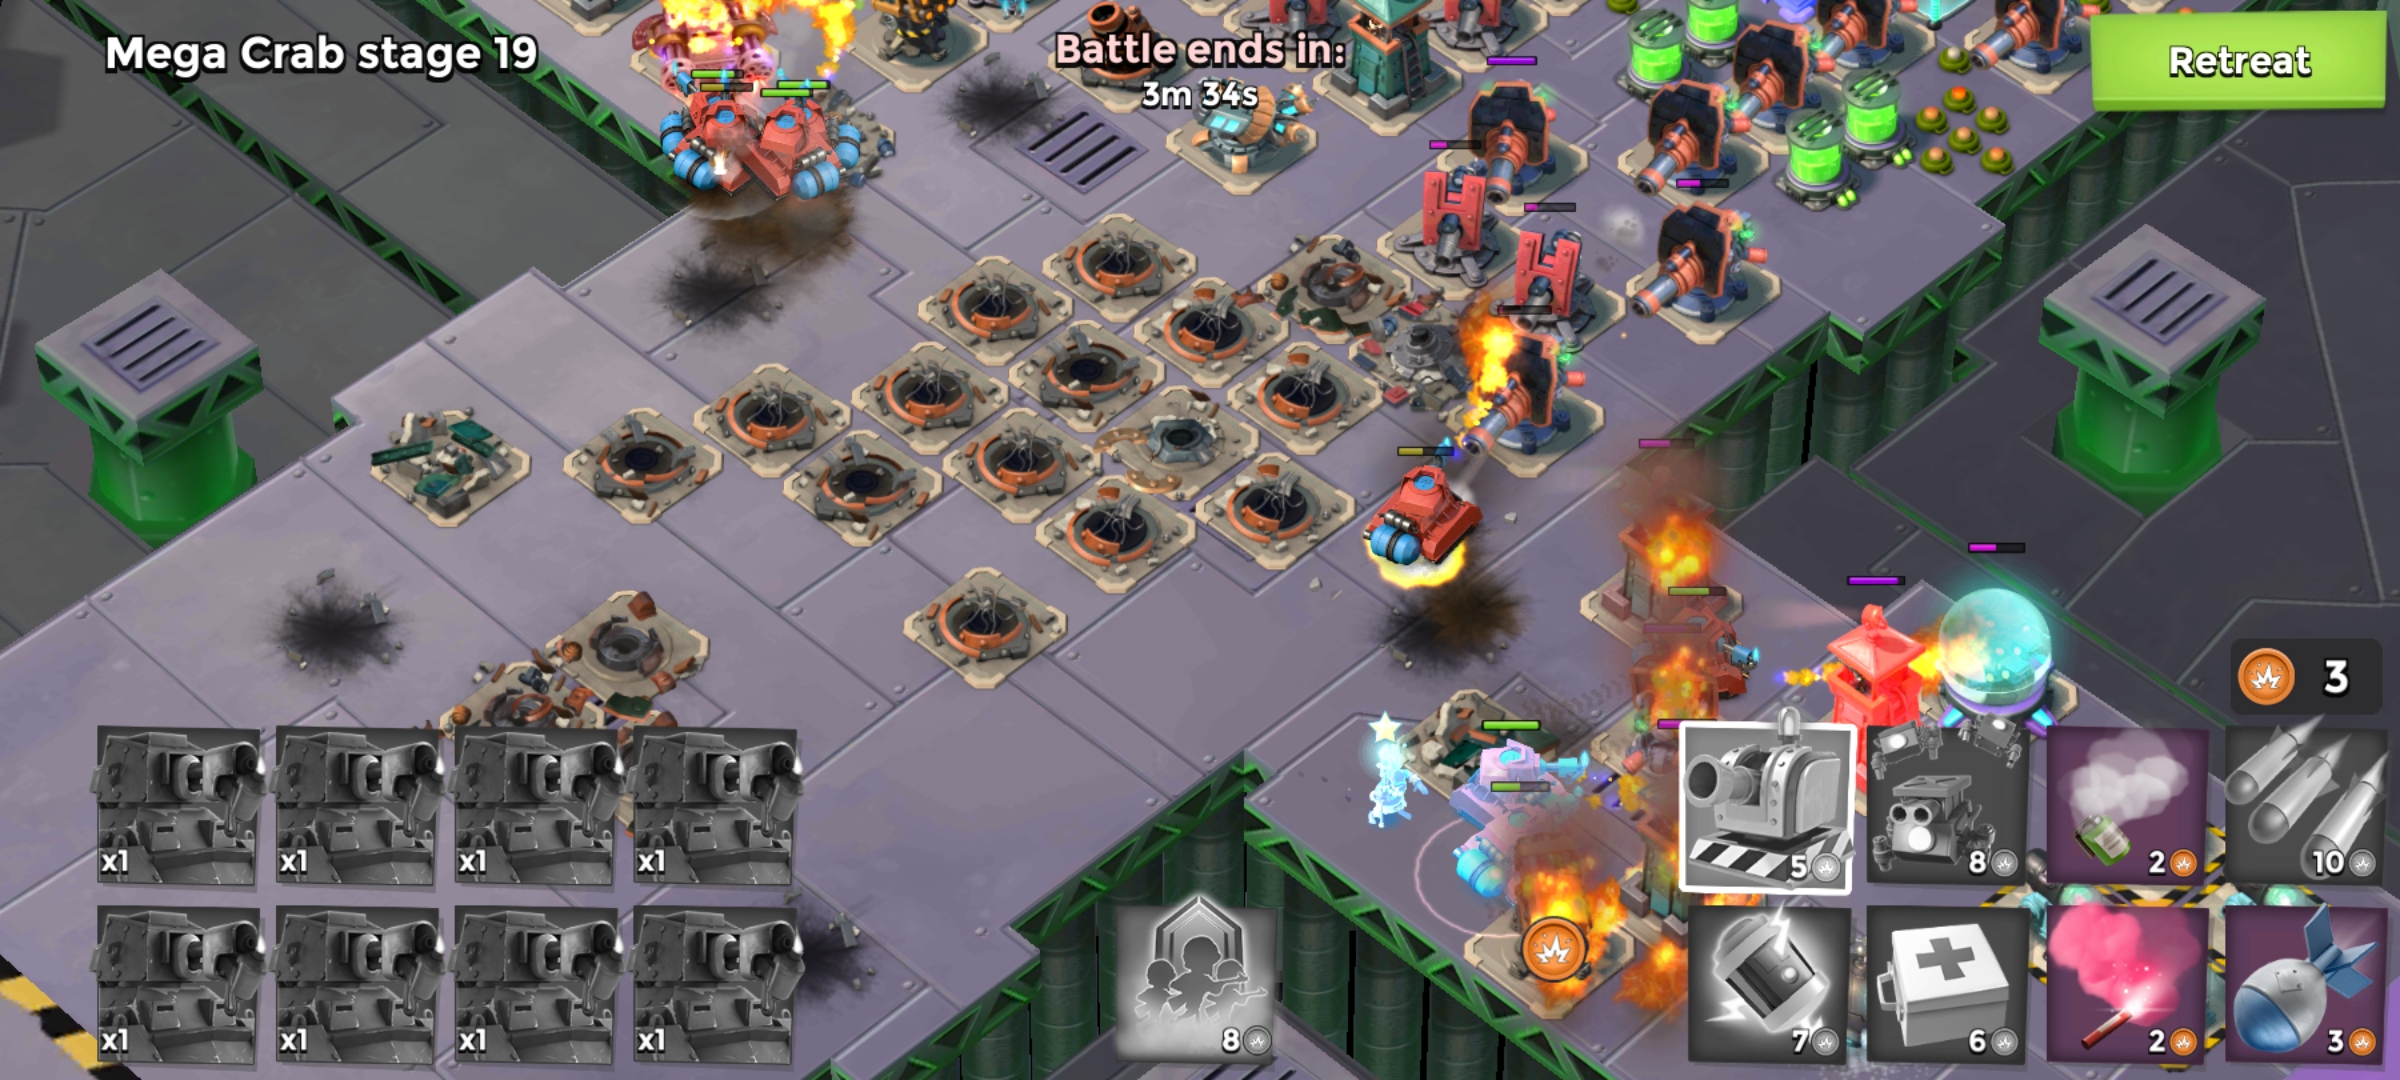 Mega Crab stage 19
Battle ends in:
3m 34s
Retreat
3
x1
x1
x1
x1
5
8
2
10
x1
x1
x1
x1
8
7
6
2
3